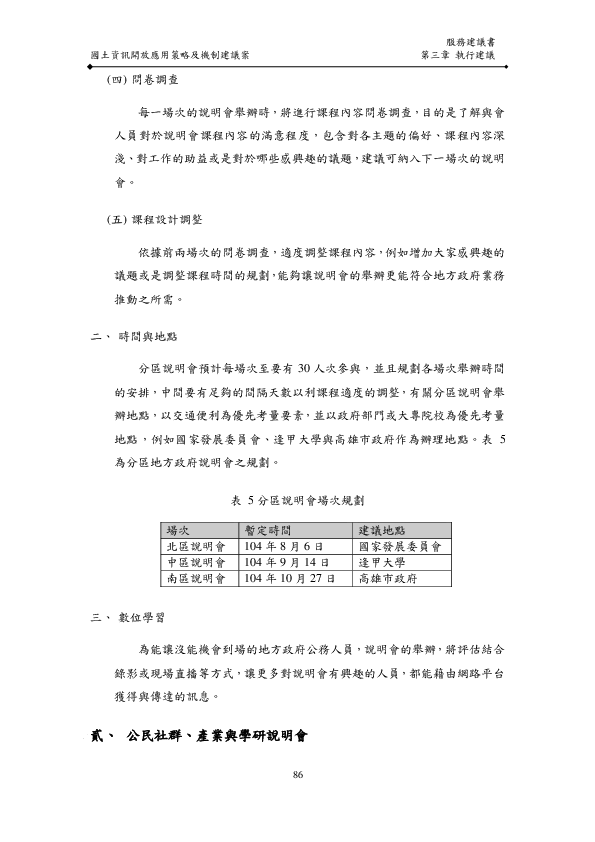 服務建議書
國土資訊開放應用策略及機制建議案 第三章 執行建議
(四) 問卷調查
每一場次的說明會舉辦時，將進行課程內容問卷調查，目的是了解與會
人員對於說明會課程內容的滿意程度，包含對各主題的偏好、課程內容深
淺、對工作的助益或是對於哪些感興趣的議題，建議可納入下一場次的說明
會。
(五) 課程設計調整
依據前兩場次的問卷調查，適度調整課程內容，例如增加大家感興趣的
議題或是調整課程時間的規劃，能夠讓說明會的舉辦更能符合地方政府業務
推動之所需。
二、 時間與地點
分區說明會預計每場次至要有 30 人次參與，並且規劃各場次舉辦時間
的安排，中間要有足夠的間隔天數以利課程適度的調整，有關分區說明會舉
辦地點，以交通便利為優先考量要素，並以政府部門或大專院校為優先考量
地點，例如國家發展委員會、逢甲大學與高雄市政府作為辦理地點。表 5
為分區地方政府說明會之規劃。
表 5 分區說明會場次規劃
場次 暫定時間 建議地點
北區說明會 104 年 8 月 6 日 國家發展委員會
中區說明會 104 年 9 月 14 日 逢甲大學
南區說明會 104 年 10 月 27 日 高雄市政府
三、 數位學習
為能讓沒能機會到場的地方政府公務人員，說明會的舉辦，將評估結合
錄影或現場直播等方式，讓更多對說明會有興趣的人員，都能藉由網路平台
獲得與傳達的訊息。
貳、 公民社群、產業與學研說明會
86